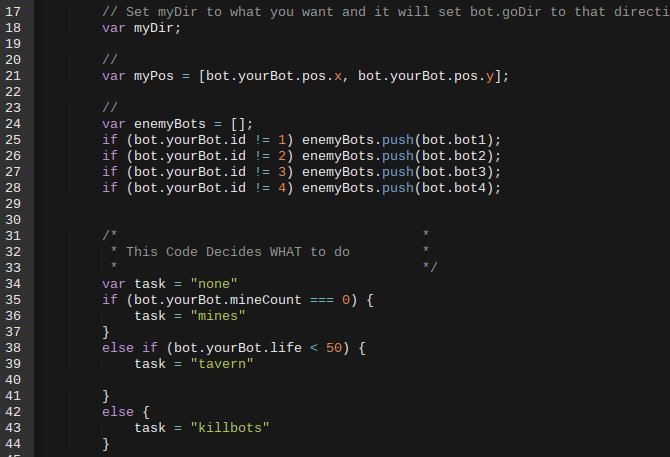 17 // Set myDir to what you want and it will set bot.goDir to that directi
18 var myDir;
19
20 //
21 var myPos = [bot.yourBot.pos.x, bot.yourBot.pos.y];
22
23 //
24 var enemyBots = [];
25 if (bot.yourBot.id != 1) enemyBots.push(bot.bot1);
26 if (bot.yourBot.id != 2) enemyBots.push(bot.bot2);
27 if (bot.yourBot.id != 3) enemyBots.push(bot.bot3);
28 if (bot.yourBot.id != 4) enemyBots.push(bot.bot4);
29
30
31 /* *
32 * This Code Decides WHAT to do *
33 * */
34 var task = "none"
35 if (bot.yourBot.mineCount === 0) {
36 task = "mines"
37 }
38 else if (bot.yourBot.life < 50) {
39 task = "tavern"
40
41 }
42 else {
43 task = "killbots"
44 }